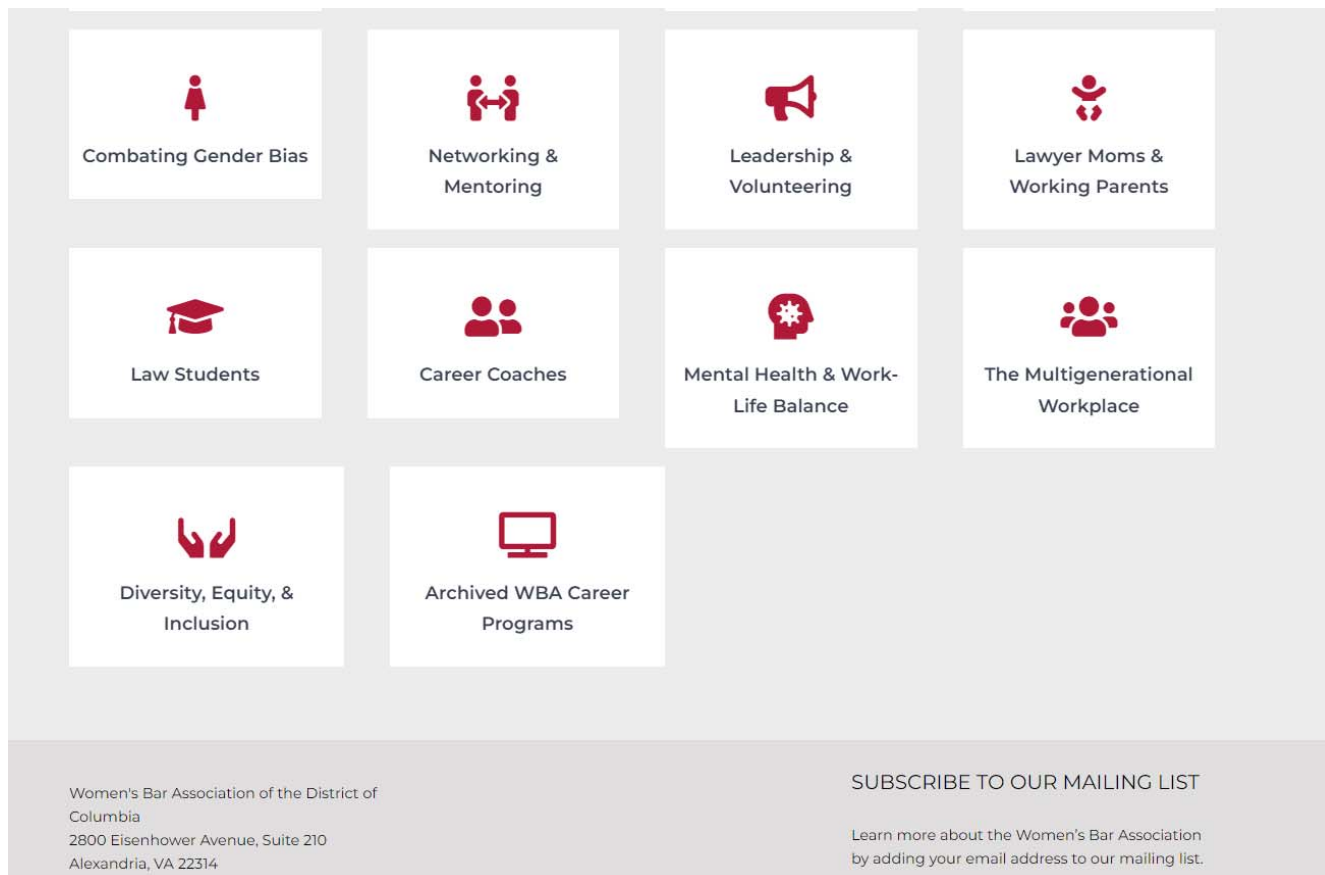 Combating Gender Bias
Networking &
Mentoring
Leadership &
Volunteering
Lawyer Moms &
Working Parents
Law Students
Career Coaches
Mental Health & Work-
Life Balance
The Multigenerational
Workplace
Diversity, Equity, &
Inclusion
Archived WBA Career
Programs
Women's Bar Association of the District of
Columbia
2800 Eisenhower Avenue, Suite 210
Alexandria, VA 22314
SUBSCRIBE TO OUR MAILING LIST
Learn more about the Women’s Bar Association
by adding your email address to our mailing list.